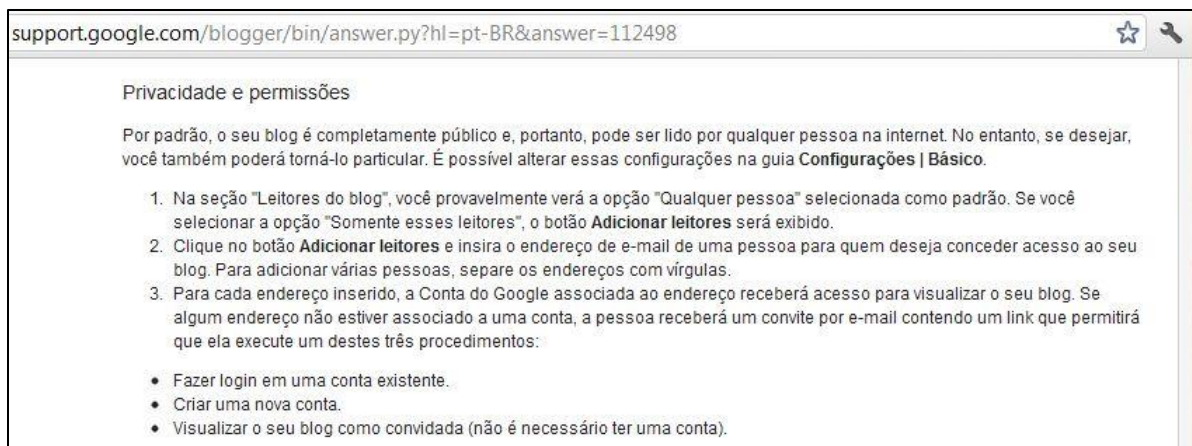 support.google.com/blogger/bin/answer.py?hl=pt-BR&answer=112498
Privacidade e permissões
Por padrão, o seu blog é completamente público e, portanto, pode ser lido por qualquer pessoa na internet. No entanto, se desejar,
você também poderá torná-lo particular. É possível alterar essas configurações na guia Configurações | Básico.
1. Na seção "Leitores do blog", você provavelmente verá a opção "Qualquer pessoa" selecionada como padrão. Se você
selecionar a opção "Somente esses leitores", o botão Adicionar leitores será exibido.
2. Clique no botão Adicionar leitores e insira o endereço de e-mail de uma pessoa para quem deseja conceder acesso ao seu
blog. Para adicionar várias pessoas, separe os endereços com vírgulas.
3. Para cada endereço inserido, a Conta do Google associada ao endereço receberá acesso para visualizar o seu blog. Se
algum endereço não estiver associado a uma conta, a pessoa receberá um convite por e-mail contendo um link que permitirá
que ela execute um destes três procedimentos:
• Fazer login em uma conta existente.
• Criar uma nova conta.
• Visualizar o seu blog como convidada (não é necessário ter uma conta).